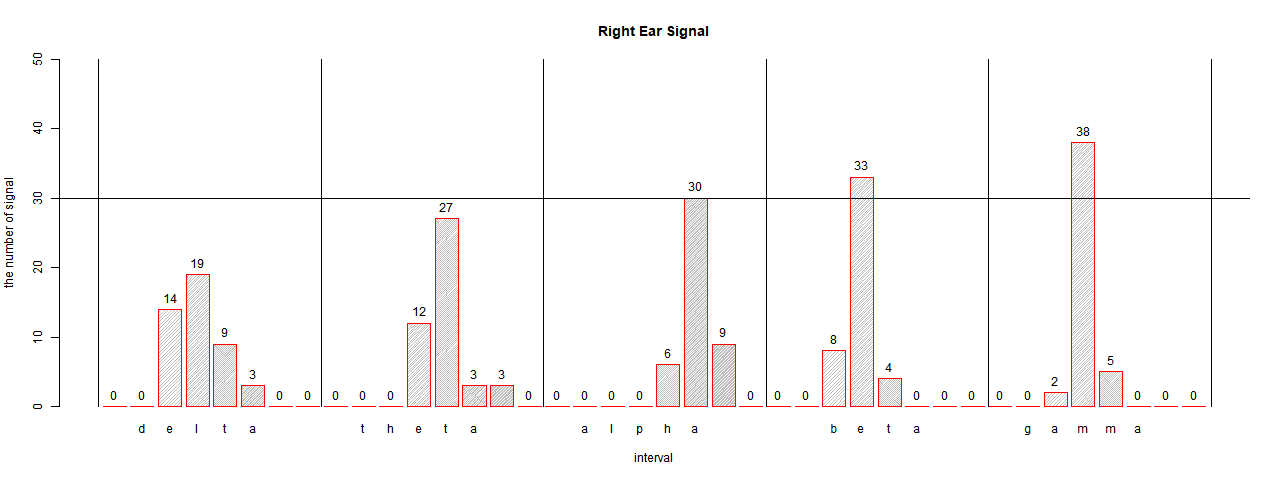 Right Ear Signal
50
40
30
20
10
0
the number of signal
0 0 14 19 9 3 0 0 0 0 0 12 27 3 3 0 0 0 0 0 6 30 9 0 0 0 8 33 4 0 0 0 0 0 2 38 5 0 0 0
d e l t a t h e t a a l p h a b e t a g a m m a
interval